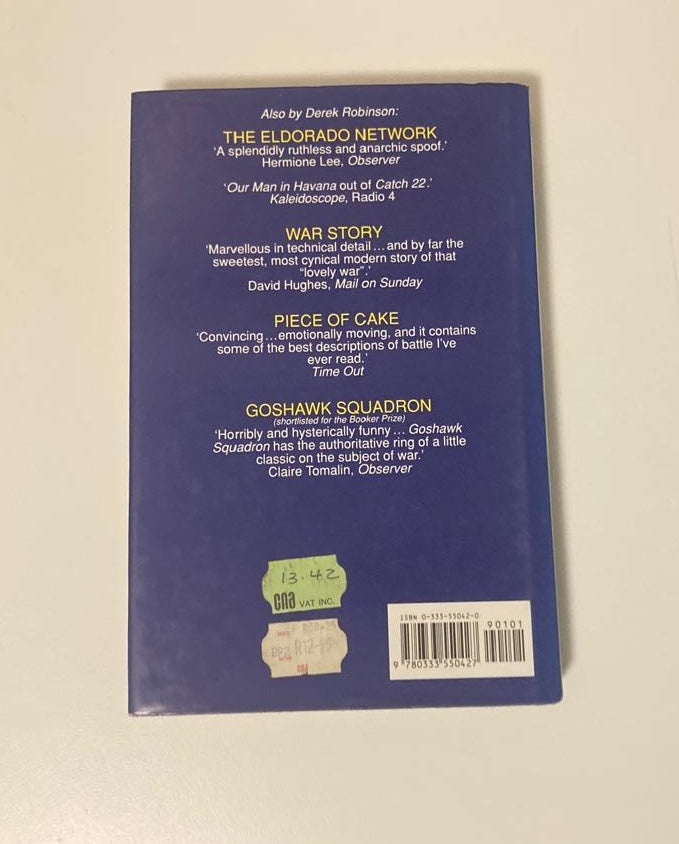 Also by Derek Robinson:
THE ELDORADO NETWORK
‘A splendidly ruthless and anarchic spoof.’
Hermione Lee, Observer
‘Our Man in Havana out of Catch 22.’
Kaleidoscope, Radio 4
WAR STORY
‘Marvellous in technical detail...and by far the
sweetest, most cynical modern story of that
“lovely war”.’
David Hughes, Mail on Sunday
PIECE OF CAKE
‘Convincing...emotionally moving, and it contains
some of the best descriptions of battle I’ve
ever read.’
Time Out
GOSHAWK SQUADRON
(shortlisted for the Booker Prize)
‘Horribly and hysterically funny... Goshawk
Squadron has the authoritative ring of a little
classic on the subject of war.’
Claire Tomalin, Observer
13.42
cna VAT INC.
R12-95
ISBN 0-333-55042-0
90101
9 780333 550427